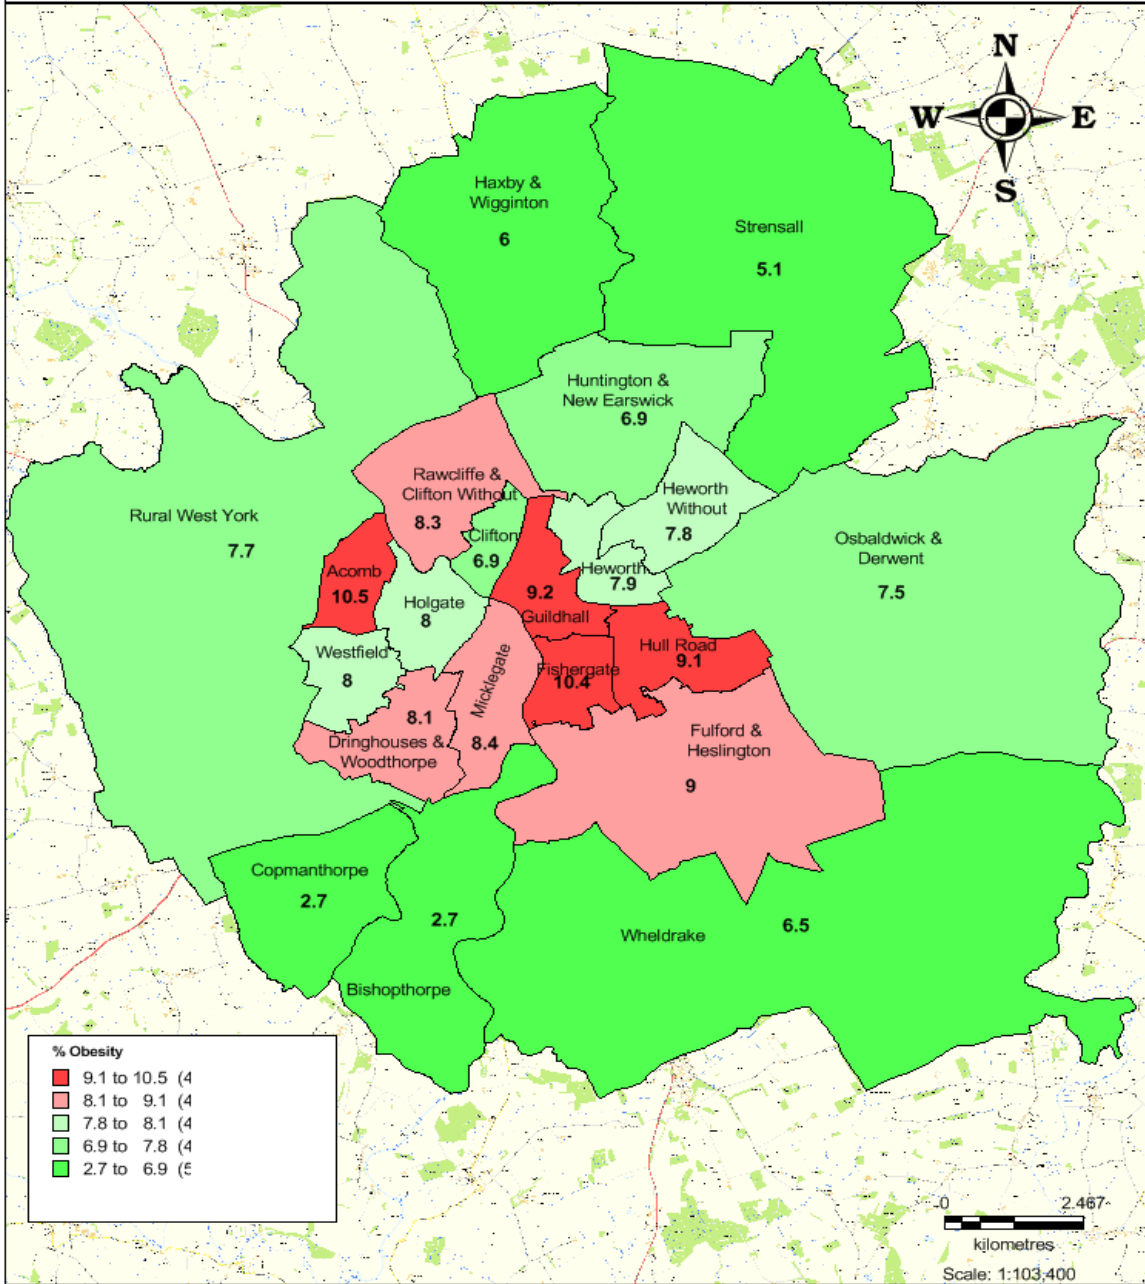 N
W E
S
Haxby &
Wigginton
6
Strensall
5.1
Huntington &
New Earswick
6.9
Rawcliffe &
Clifton Without
8.3
Heworth
Without
7.8
Rural West York
7.7
Clifton
6.9
Osbaldwick &
Derwent
7.5
Acomb
10.5
Heworth
7.9
9.2
Guildhall
Holgate
8
Westfield
8
Hull Road
9.1
Fishergate
10.4
Micklegate
8.4
8.1
Dringhouses &
Woodthorpe
Fulford &
Heslington
9
Copmanthorpe
2.7
2.7
Bishopthorpe
Wheldrake
6.5
% Obesity
9.1 to 10.5 (4
8.1 to 9.1 (4
7.8 to 8.1 (4
6.9 to 7.8 (4
2.7 to 6.9 (5
0 2.467
kilometres
Scale: 1:103,400